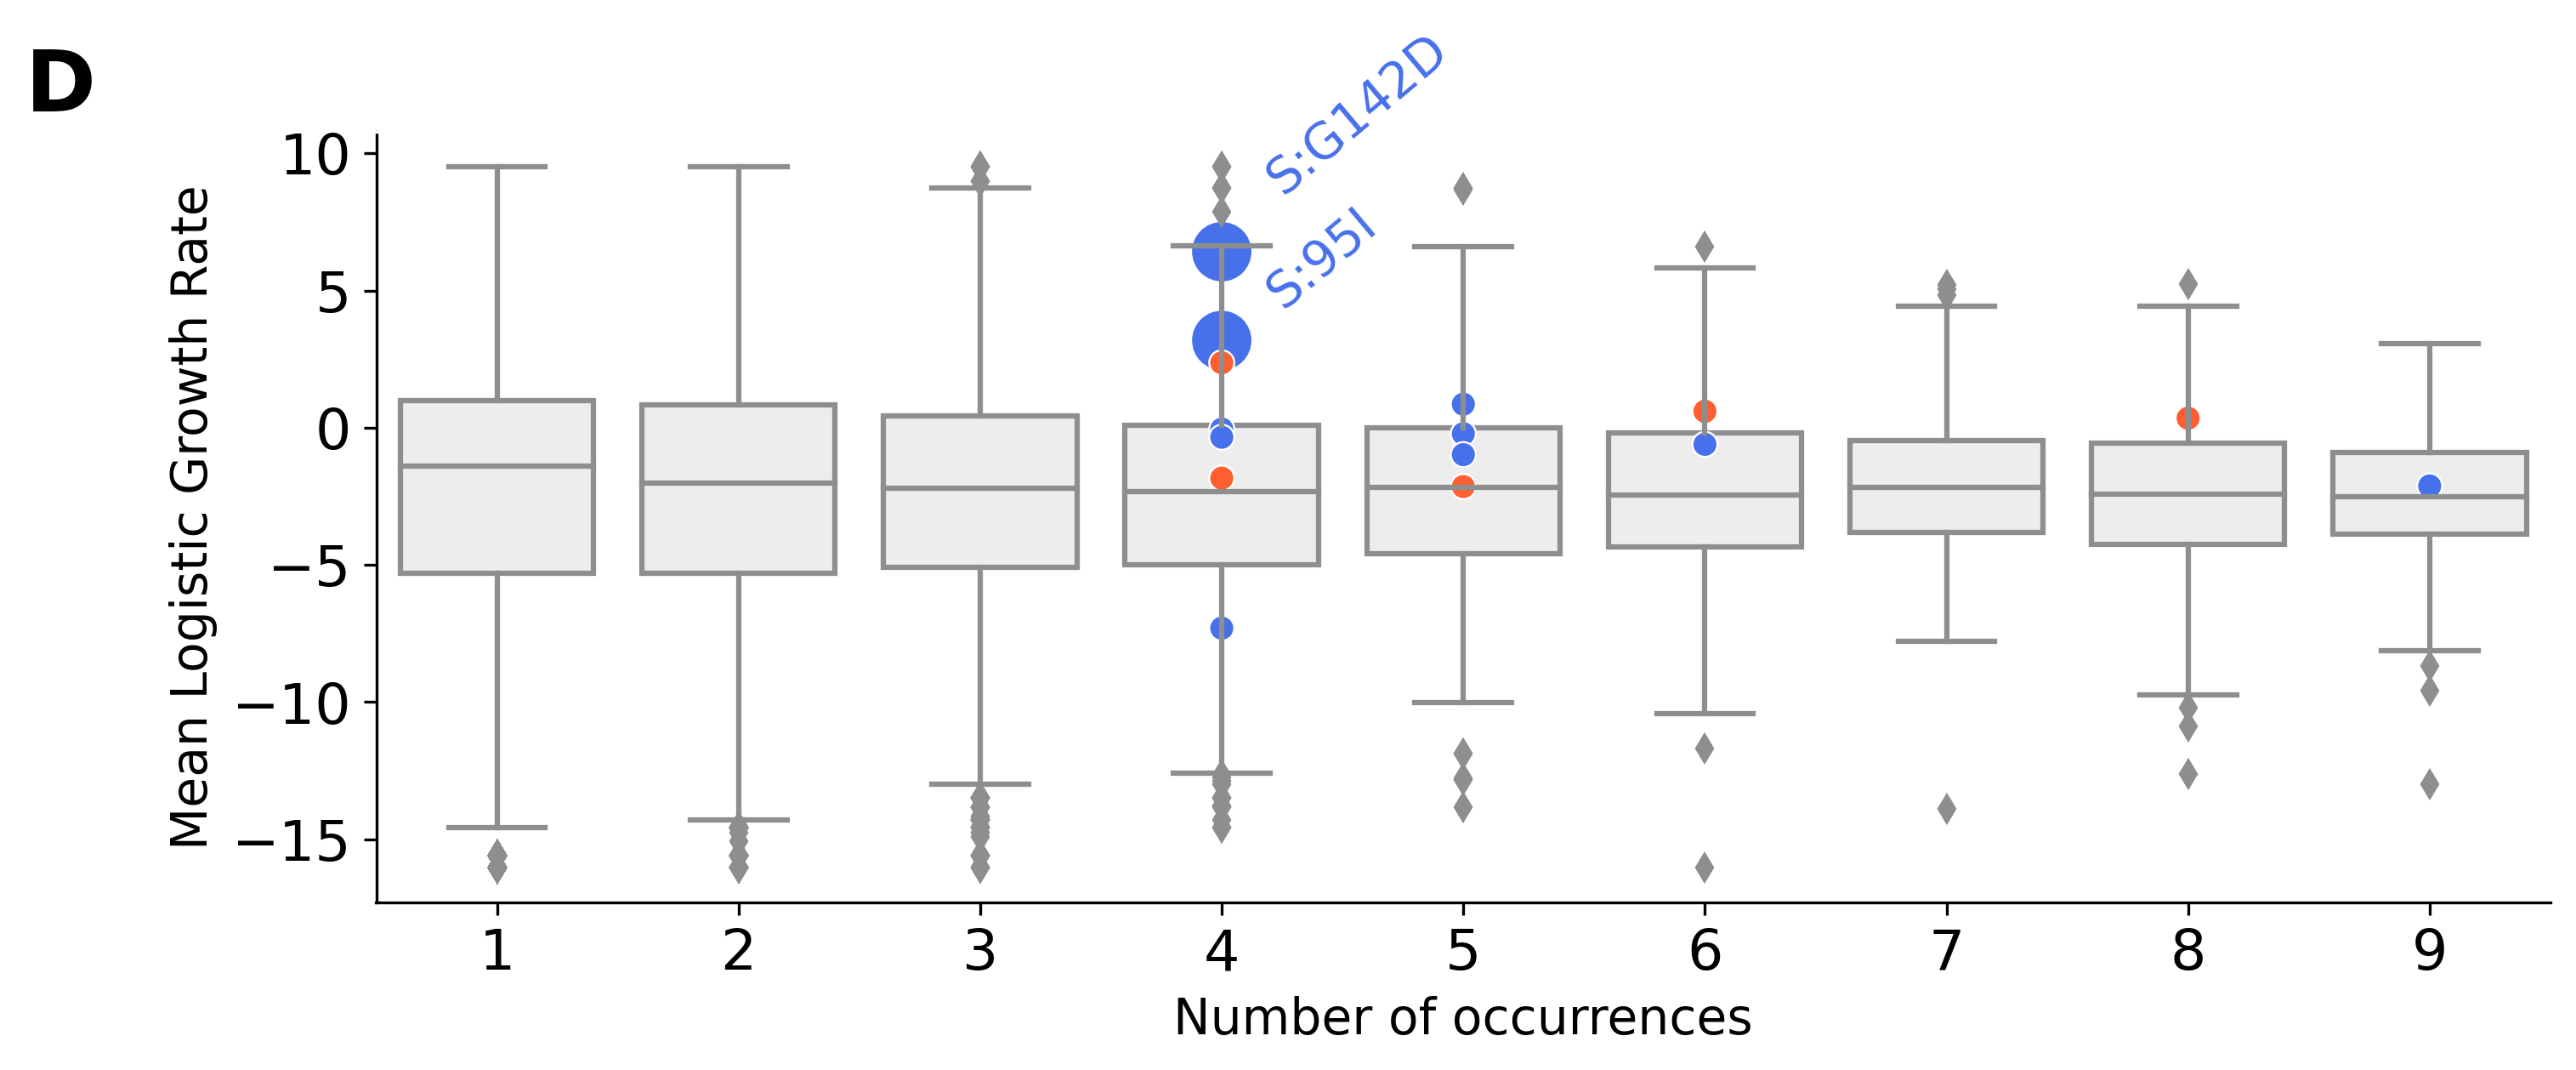 D
S:G142D
S:95I
Mean Logistic Growth Rate
10
5
0
−5
−10
−15
1 2 3 4 5 6 7 8 9
Number of occurrences